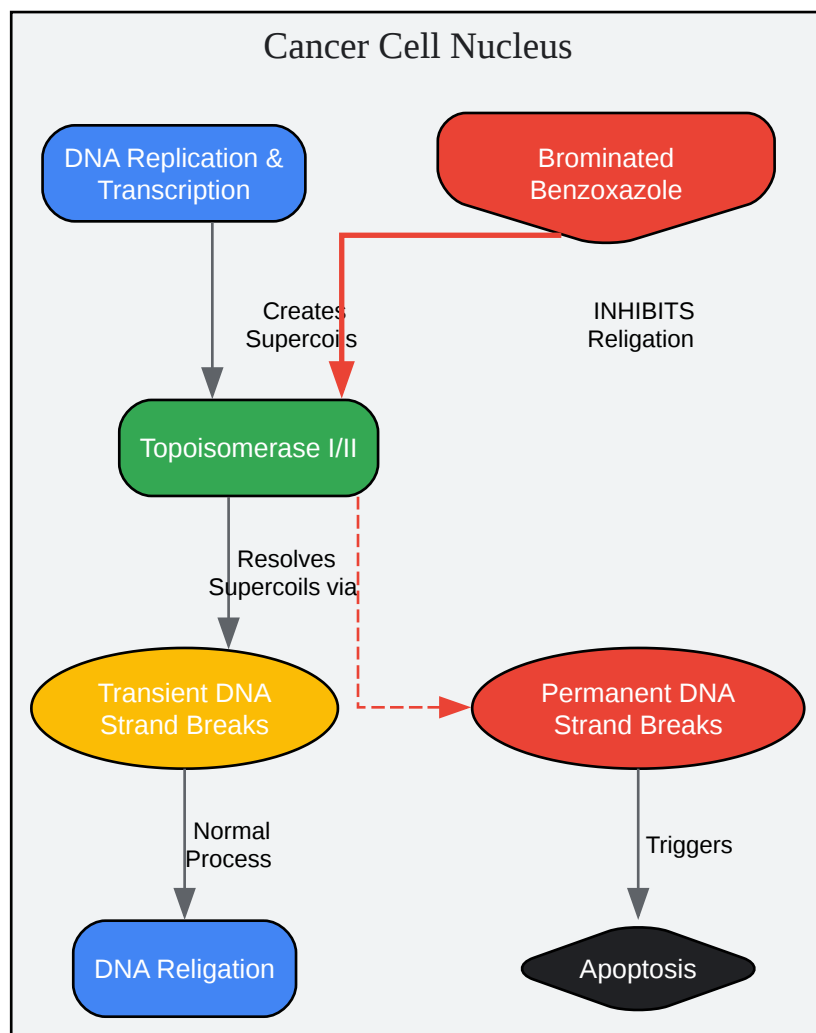 Cancer Cell Nucleus
DNA Replication &
Transcription
Brominated
Benzoxazole
Creates
Supercoils
INHIBITS
Religation
Topoisomerase I/II
Resolves
Supercoils via
Transient DNA
Strand Breaks
Permanent DNA
Strand Breaks
Normal
Process
Triggers
DNA Religation
Apoptosis